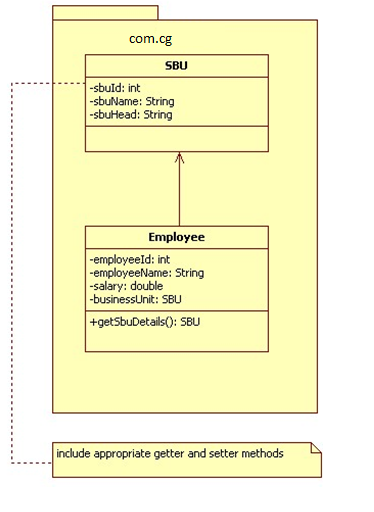 com.cg
SBU
-sbuId: int
-sbuName: String
-sbuHead: String
Employee
-employeeId: int
-employeeName: String
-salary: double
-businessUnit: SBU
+getSbuDetails(): SBU
include appropriate getter and setter methods